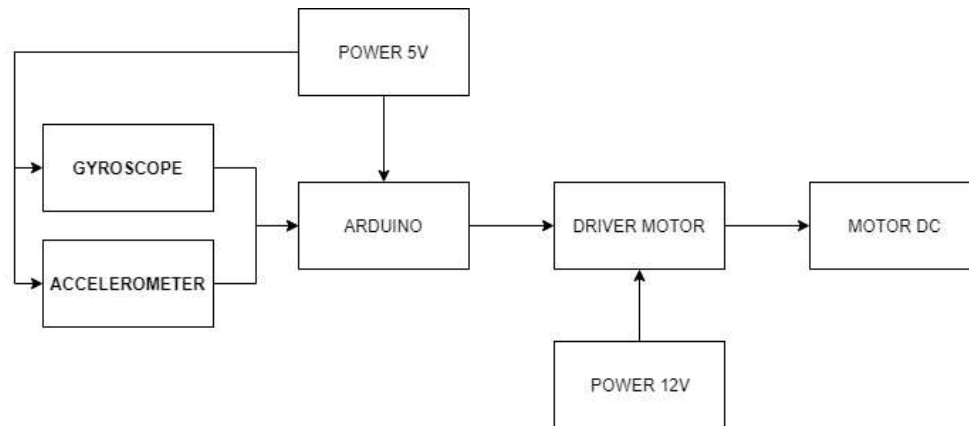 POWER 5V
GYROSCOPE
ACCELEROMETER
ARDUINO
DRIVER MOTOR
MOTOR DC
POWER 12V